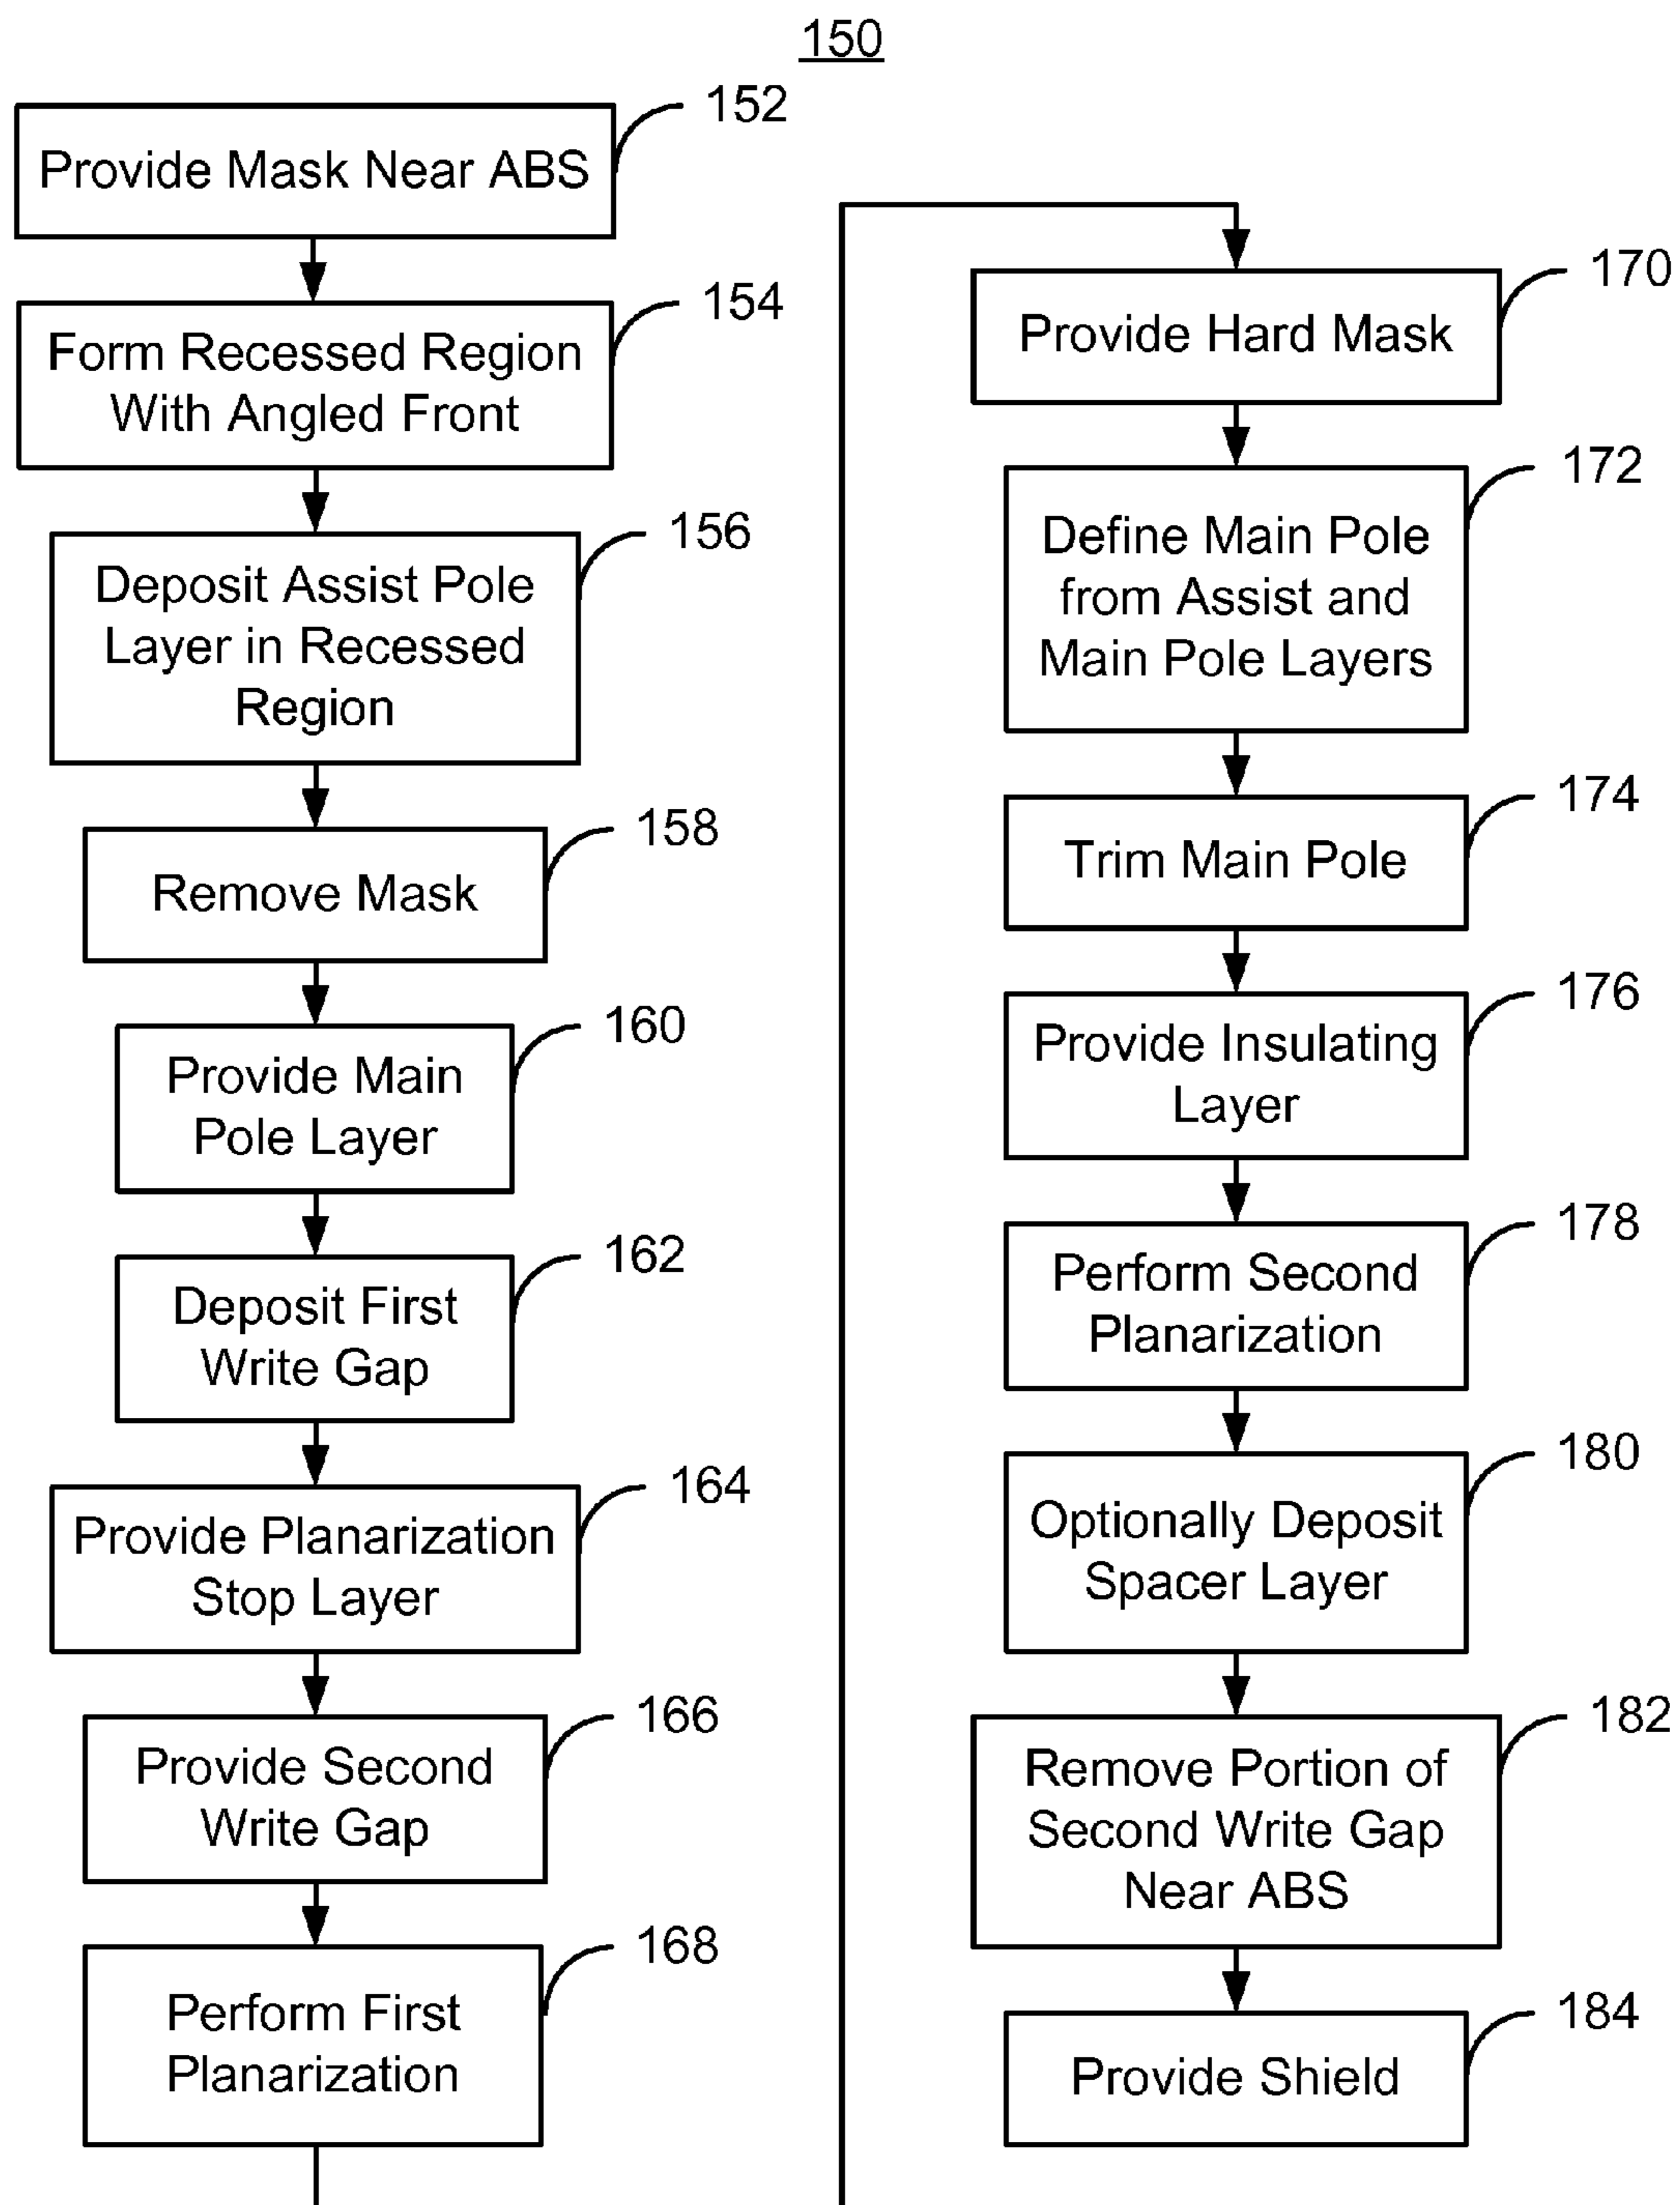 150
152
Provide Mask Near ABS
154
Form Recessed Region
With Angled Front
156
Deposit Assist Pole
Layer in Recessed
Region
158
Remove Mask
160
Provide Main
Pole Layer
162
Deposit First
Write Gap
164
Provide Planarization
Stop Layer
166
Provide Second
Write Gap
168
Perform First
Planarization
170
Provide Hard Mask
172
Define Main Pole
from Assist and
Main Pole Layers
174
Trim Main Pole
176
Provide Insulating
Layer
178
Perform Second
Planarization
180
Optionally Deposit
Spacer Layer
182
Remove Portion of
Second Write Gap
Near ABS
184
Provide Shield